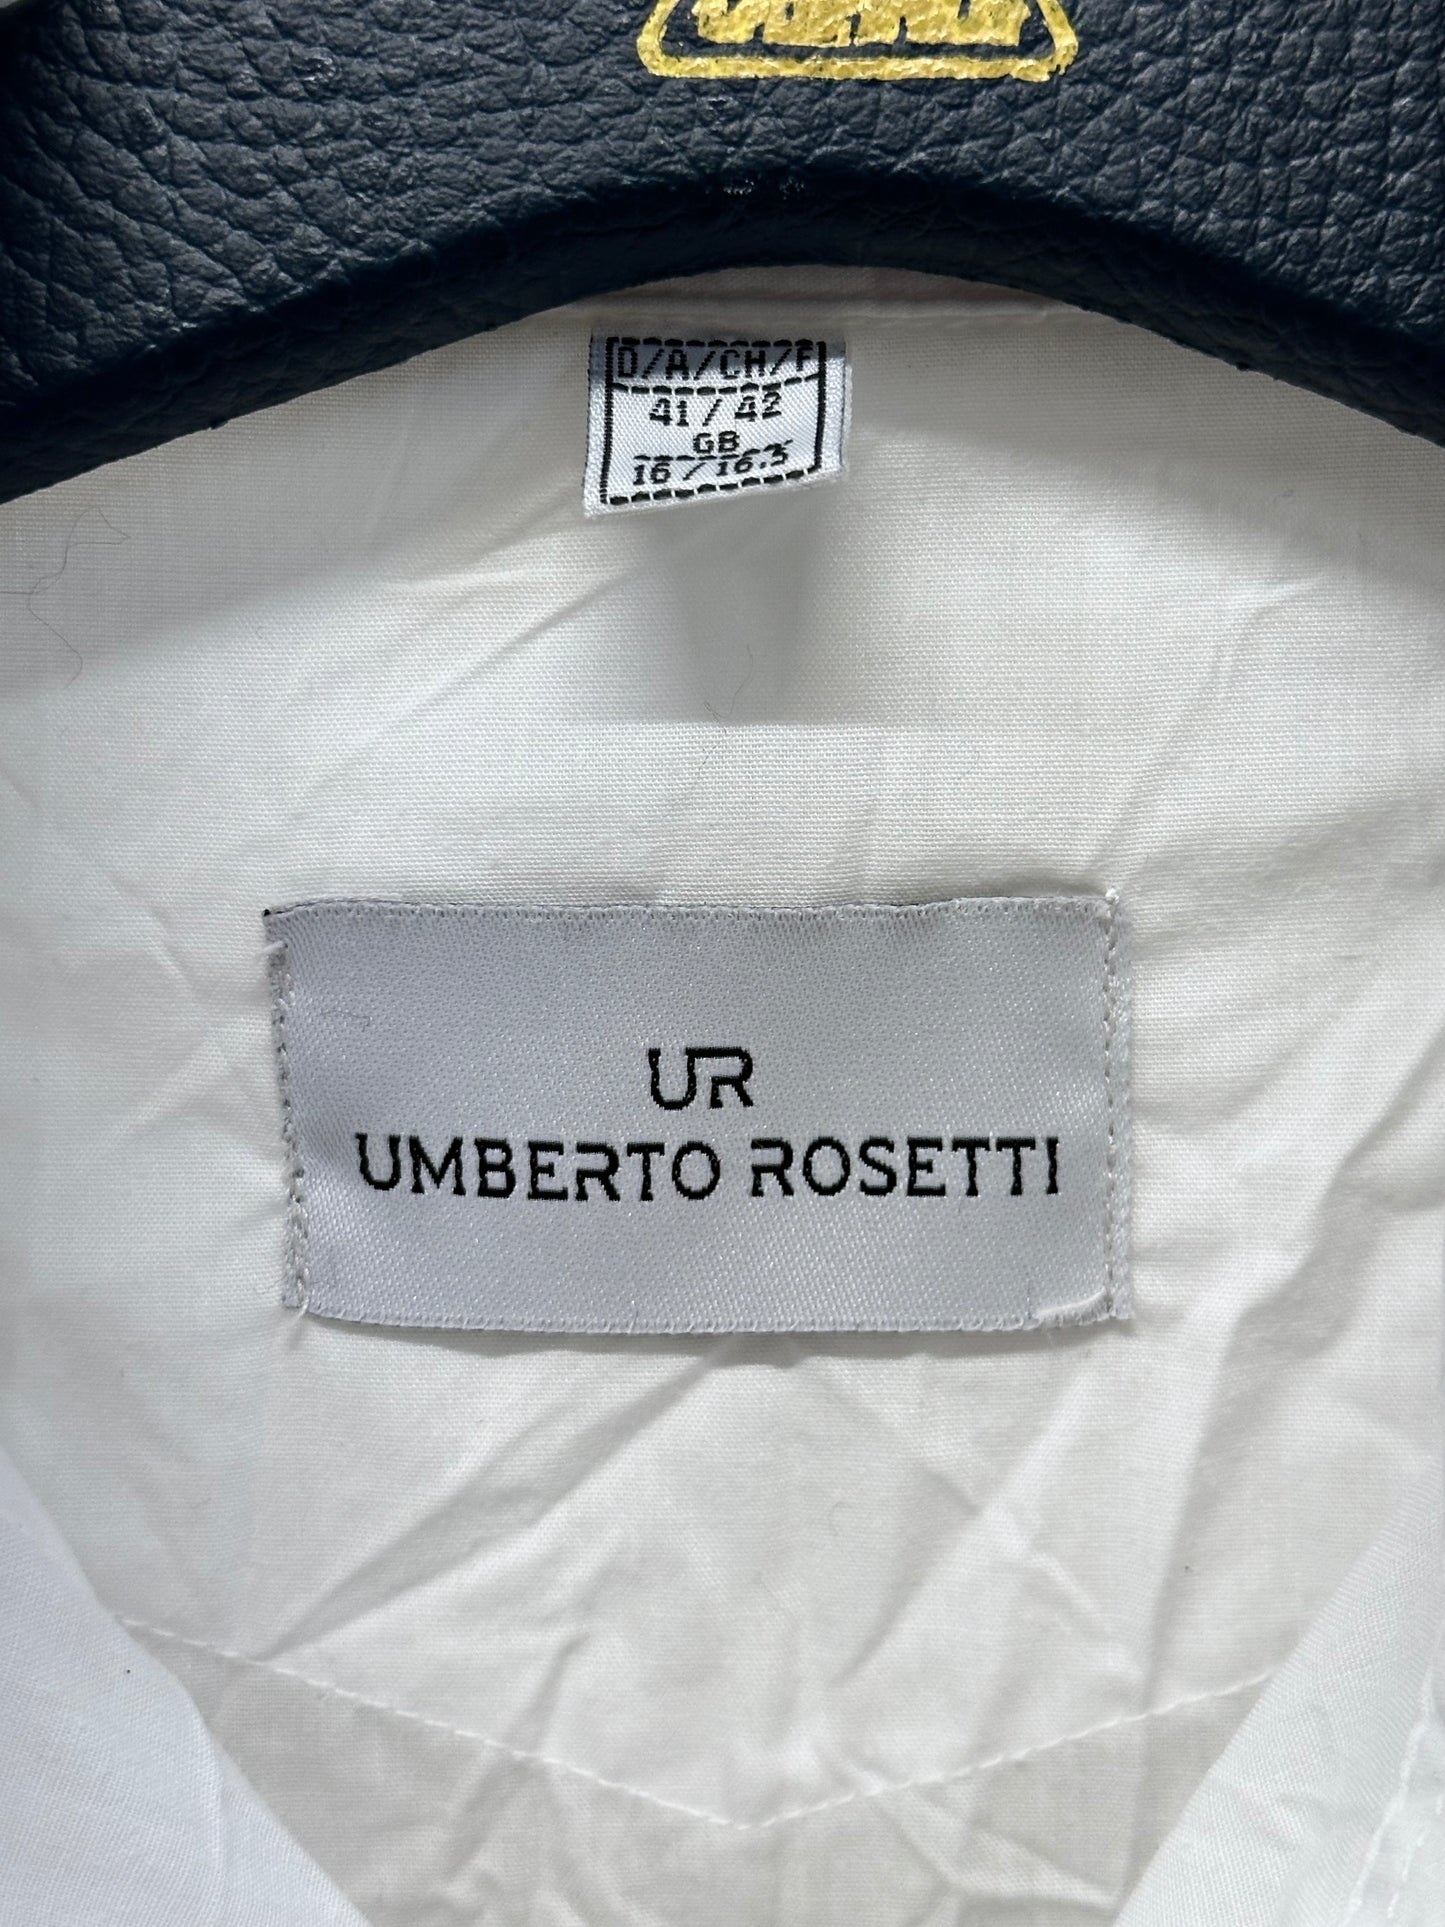 D/A/CH/F
41/42
GB
16/16.5
UR
UMBERTO ROSETTI